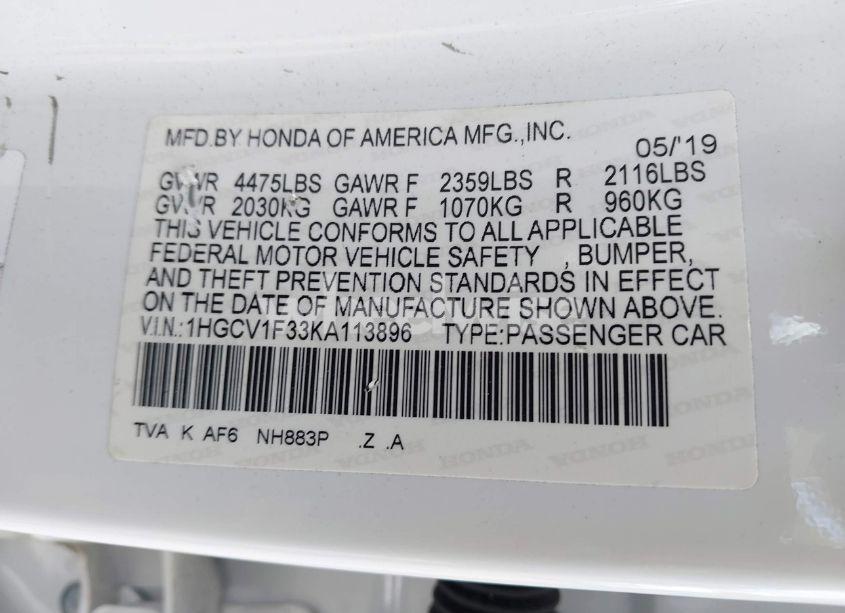 MFD.BY HONDA OF AMERICA MFG.,INC.
05/'19
GVWR 4475LBS GAWR F 2359LBS R 2116LBS
GVWR 2030KG GAWR F 1070KG R 960KG
THIS VEHICLE CONFORMS TO ALL APPLICABLE
FEDERAL MOTOR VEHICLE SAFETY , BUMPER,
AND THEFT PREVENTION STANDARDS IN EFFECT
ON THE DATE OF MANUFACTURE SHOWN ABOVE.
V.I.N.:1HGCV1F33KA113896 TYPE:PASSENGER CAR
TVA K AF6 NH883P .Z .A